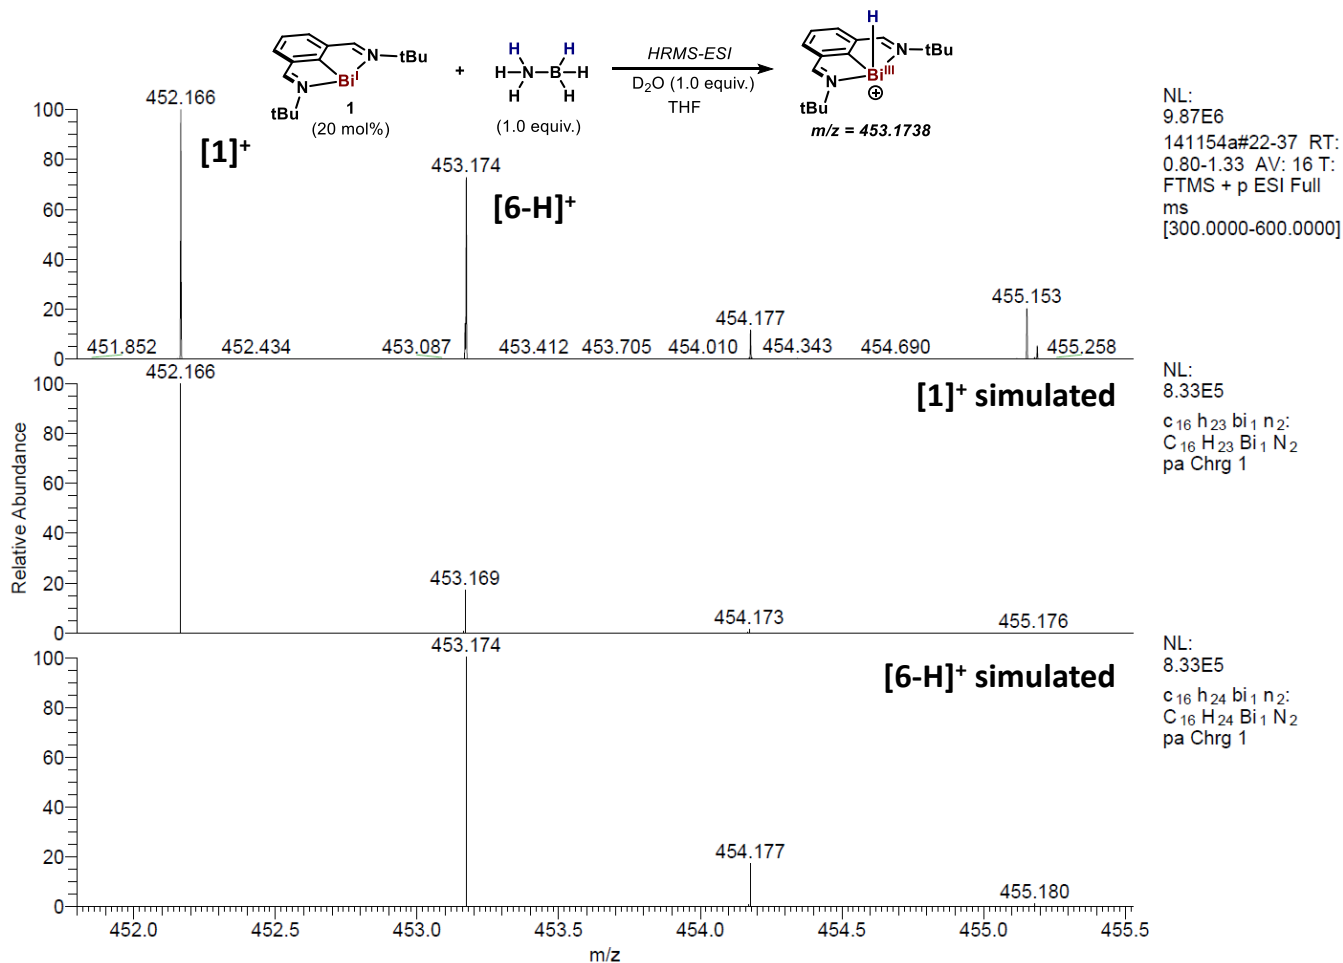 H
H H
H N B H
H H
N tBu
Bi I
N
tBu
1
(20 mol%)
+
(1.0 equiv.)
HRMS-ESI
D2O (1.0 equiv.)
THF
H
N tBu
Bi III
N
⊕
tBu
m/z = 453.1738
452.166
[1]+
453.174
[6-H]+
455.153
454.177
451.852 452.434 453.087 453.412 453.705 454.010 454.343 454.690 455.258
100
80
60
40
20
0
NL:
9.87E6
141154a#22-37 RT:
0.80-1.33 AV: 16 T:
FTMS + p ESI Full
ms
[300.0000-600.0000]
452.166
[1]+ simulated
453.169
454.173
455.176
100
80
60
40
20
0
Relative Abundance
NL:
8.33E5
c 16 h 23 bi 1 n 2:
C 16 H 23 Bi 1 N 2
pa Chrg 1
453.174
[6-H]+ simulated
454.177
455.180
100
80
60
40
20
0
NL:
8.33E5
c 16 h 24 bi 1 n 2:
C 16 H 24 Bi 1 N 2
pa Chrg 1
452.0 452.5 453.0 453.5 454.0 454.5 455.0 455.5
m/z